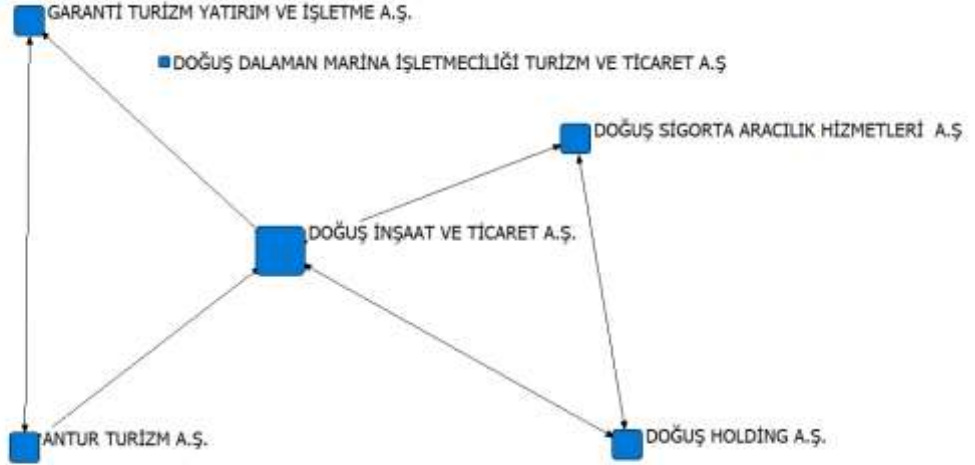 GARANTİ TURİZM YATIRIM VE İŞLETME A.Ş.
DOĞUŞ DALAMAN MARİNA İŞLETMECİLİĞİ TURİZM VE TİCARET A.Ş
DOĞUŞ SİGORTA ARACILIK HİZMETLERİ A.Ş
DOĞUŞ İNŞAAT VE TİCARET A.Ş.
ANTUR TURİZM A.Ş.
DOĞUŞ HOLDİNG A.Ş.